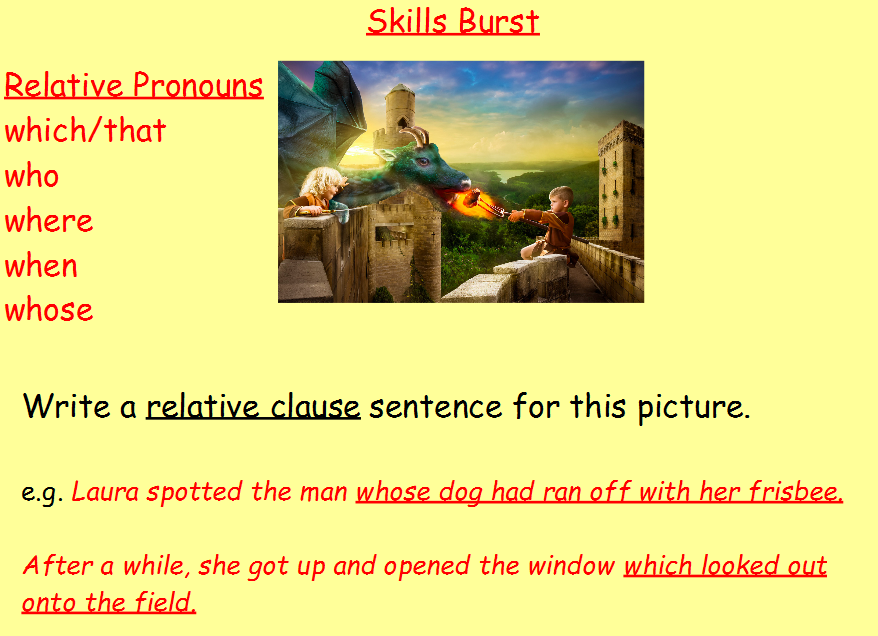 Skills Burst
Relative Pronouns
which/that
who
where
when
whose
Write a relative clause sentence for this picture.
e.g. Laura spotted the man whose dog had ran off with her frisbee.
After a while, she got up and opened the window which looked out
onto the field.